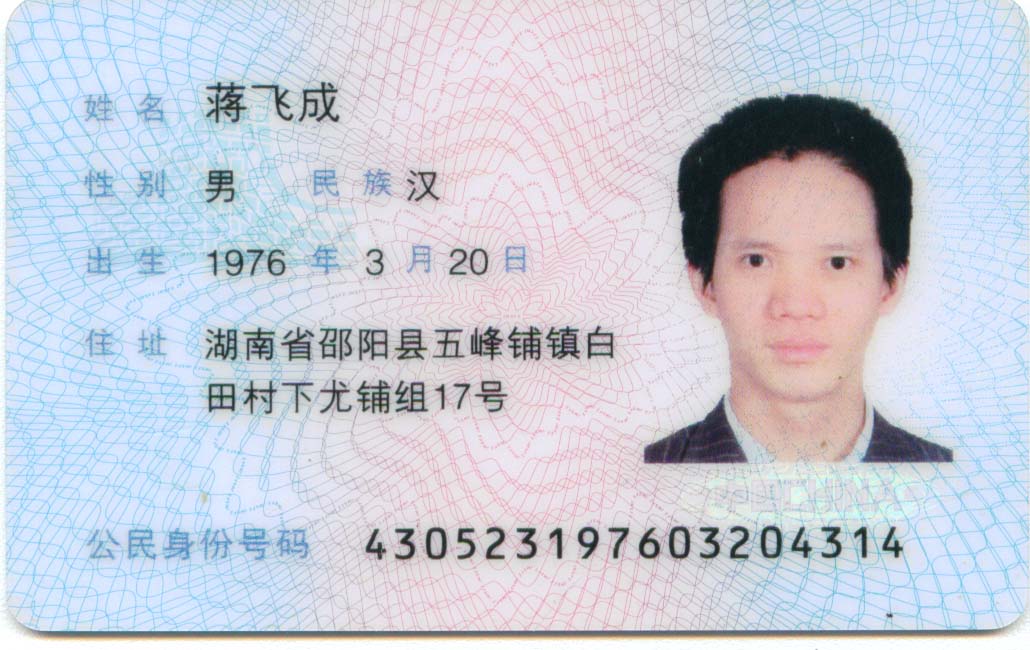 姓名 蒋飞成
性别 男 民族 汉
出生 1976 年 3 月 20 日
住址 湖南省邵阳县五峰铺镇白
田村下尤铺组17号
公民身份号码 430523197603204314